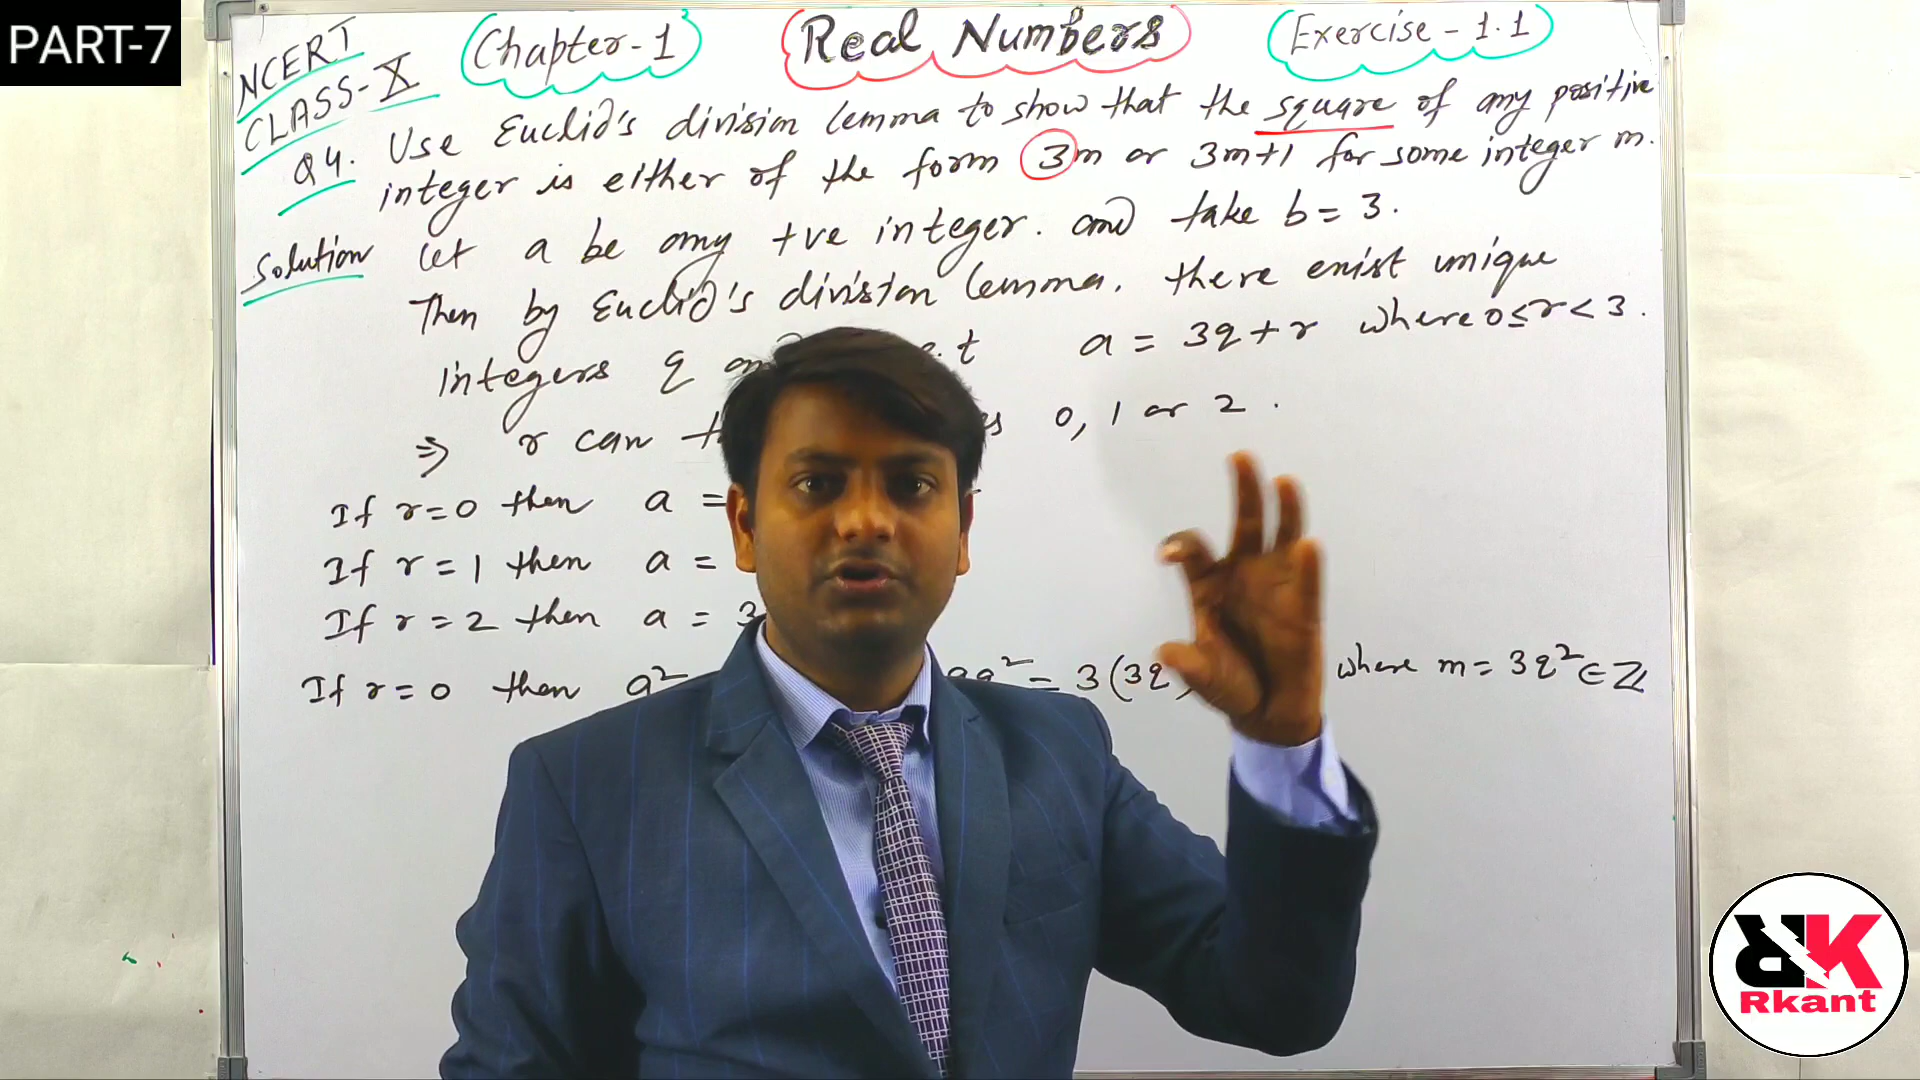 PART-7
NCERT
CLASS-X
Chapter-1
Real Numbers
Exercise-1.1
Q4. Use Euclid's division lemma to show that the square of any positive
integer is either of the form 3m or 3m+1 for some integer m.
Solution Let a be any +ve integer. and take b = 3.
Then by Euclid's division lemma. there exist unique
integers q a = 3q + r where 0 ≤ r < 3.
⇒ r can 0, 1 or 2.
If r = 0 then a =
If r = 1 then a =
If r = 2 then a = 3
If r = 0 then a² 9q² = 3(3q where m = 3q² ∈ Z
RK
Rkant